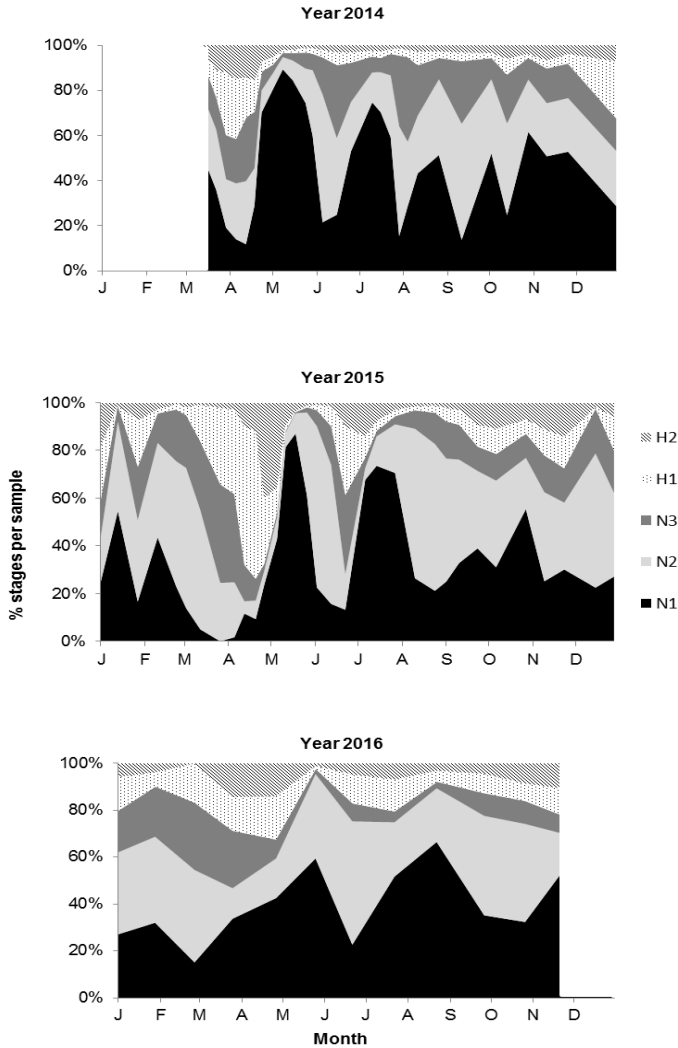 Year 2014
100%
80%
60%
40%
20%
0%
J F M A M J J A S O N D
Year 2015
100%
80%
60%
40%
20%
0%
J F M A M J J A S O N D
% stages per sample
H2
H1
N3
N2
N1
Year 2016
100%
80%
60%
40%
20%
0%
J F M A M J J A S O N D
Month